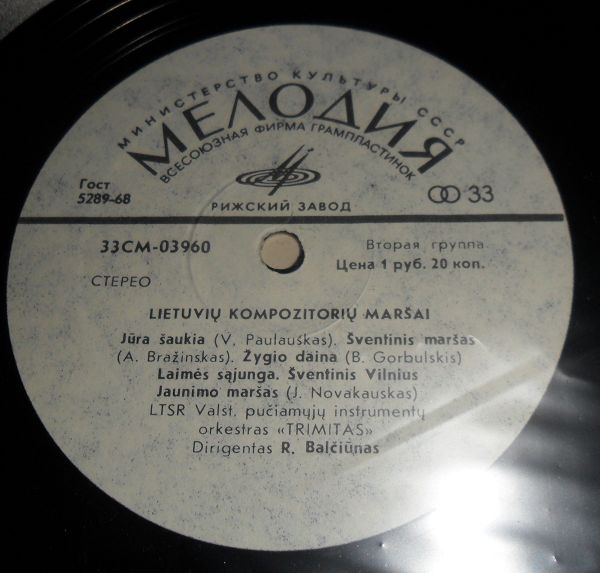 МИНИСТЕРСТВО КУЛЬТУРЫ СССР
МЕЛОДИЯ
ВСЕСОЮЗНАЯ ФИРМА ГРАМПЛАСТИНОК
Гост
5289-68
33
РИЖСКИЙ ЗАВОД
33СМ-03960
Вторая группа
Цена 1 руб. 20 коп.
СТЕРЕО
LIETUVIŲ KOMPOZITORIŲ MARŠAI
Jūra šaukia (V. Paulauskas). Šventinis maršas
(A. Bražinskas). Žygio daina (B. Gorbulskis)
Laimės sąjunga. Šventinis Vilnius
Jaunimo maršas (J. Novakauskas)
LTSR Valst. pučiamųjų instrumentų
orkestras «TRIMITAS»
Dirigentas R. Balčiūnas